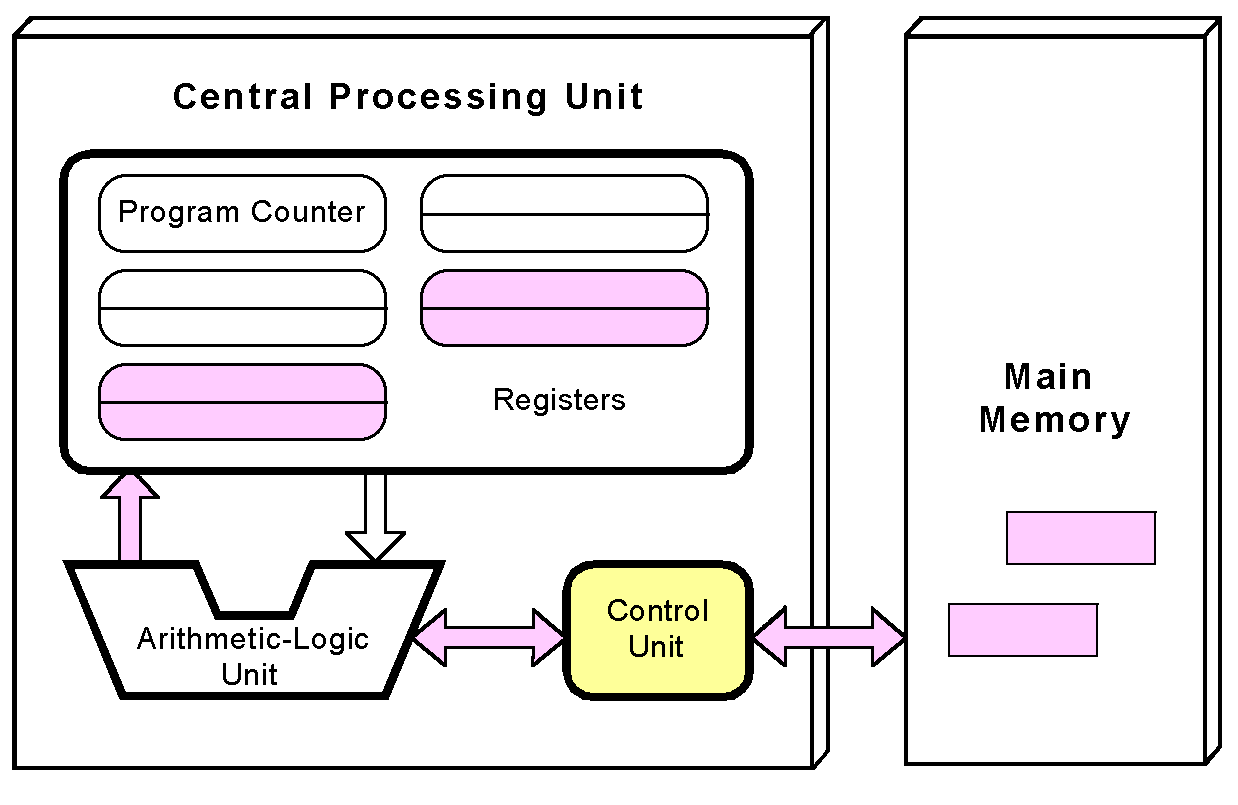 Central Processing Unit
Program Counter
Registers
Main
Memory
Arithmetic-Logic
Unit
Control
Unit